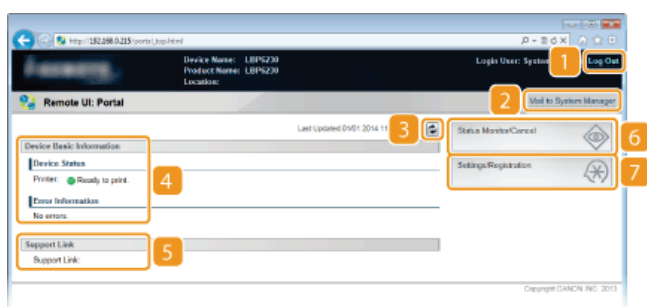 http://192.168.0.215/portal_top.html
Device Name: LBP6230
Product Name: LBP6230
Location:
Login User: System
1
Log Out
Remote UI: Portal
2
Mail to System Manager
Last Updated:01/01 2014 11
3
Status Monitor/Cancel
6
Device Basic Information
Device Status
Printer: Ready to print.
4
Settings/Registration
7
Error Information
No errors.
Support Link
5
Support Link:
Copyright CANON INC. 2013